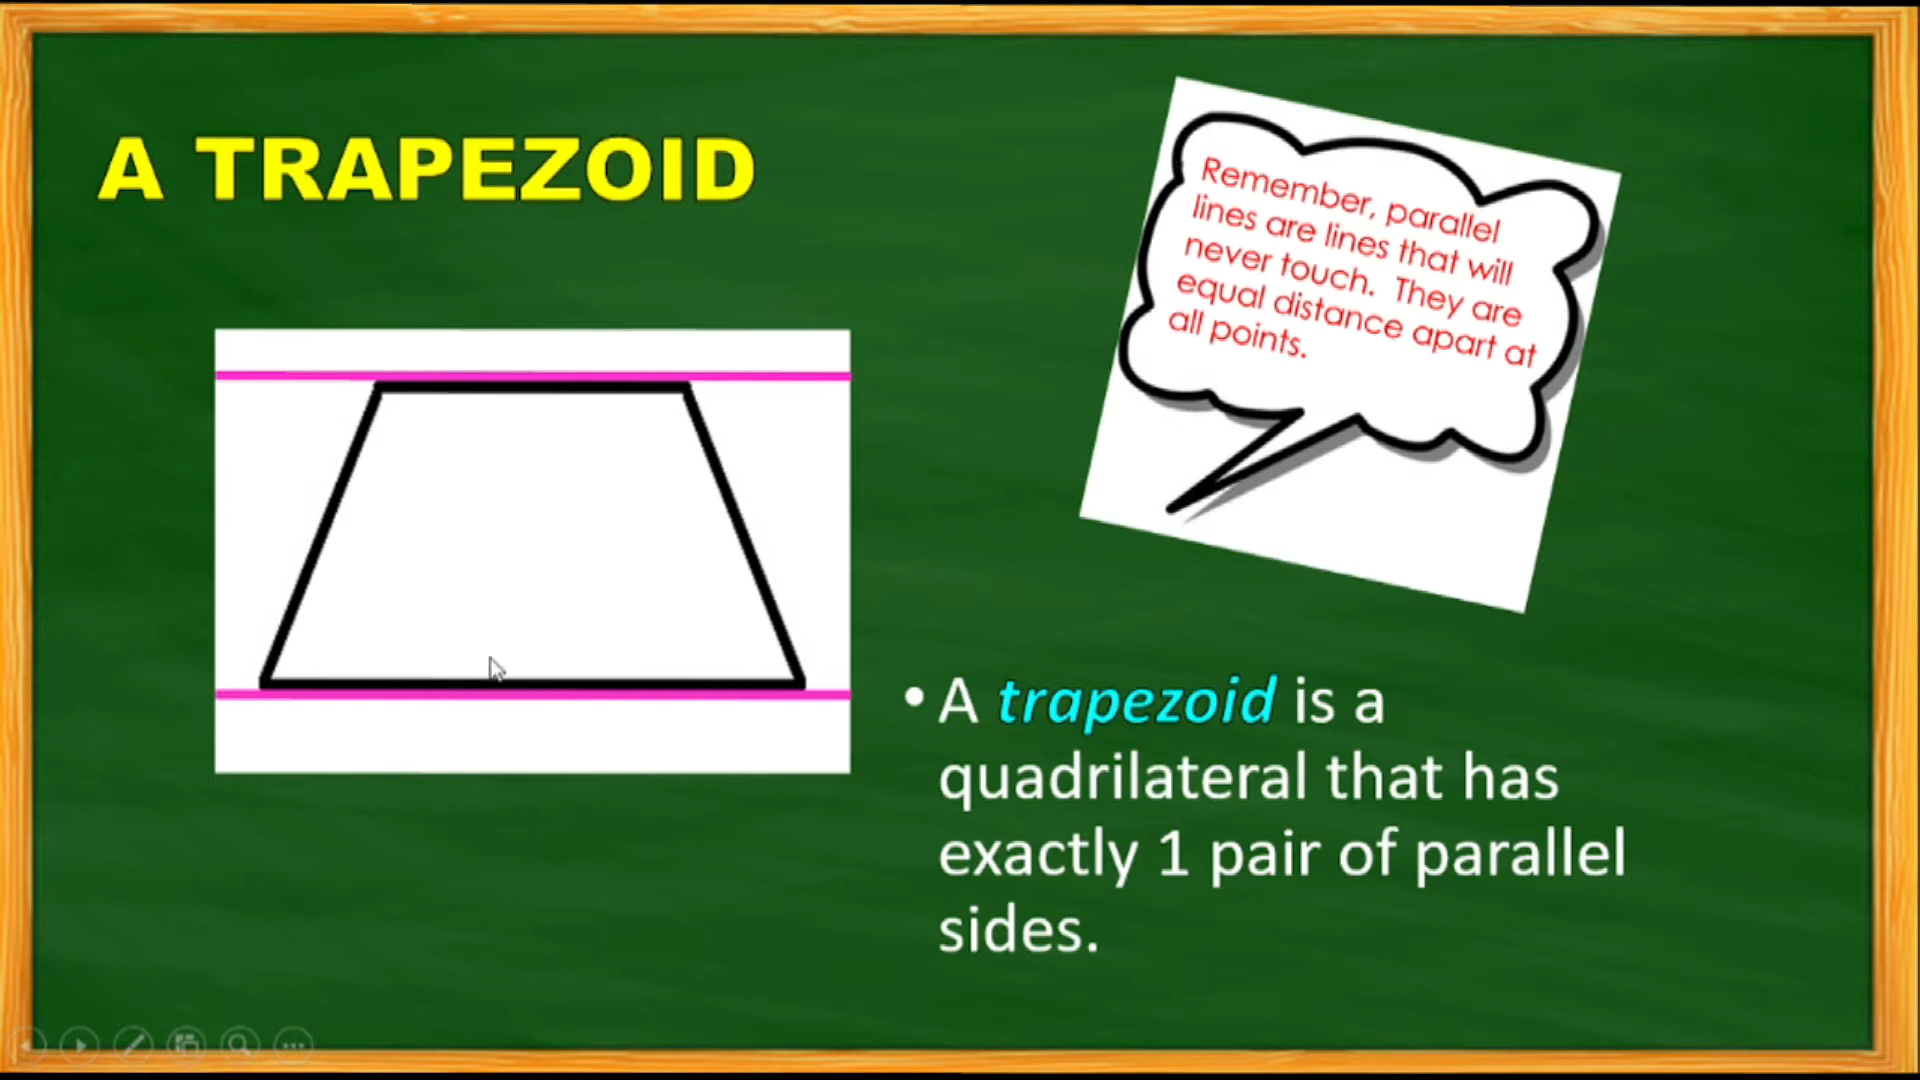 A TRAPEZOID
Remember, parallel
lines are lines that will
never touch. They are
equal distance apart at
all points.
• A trapezoid is a
quadrilateral that has
exactly 1 pair of parallel
sides.